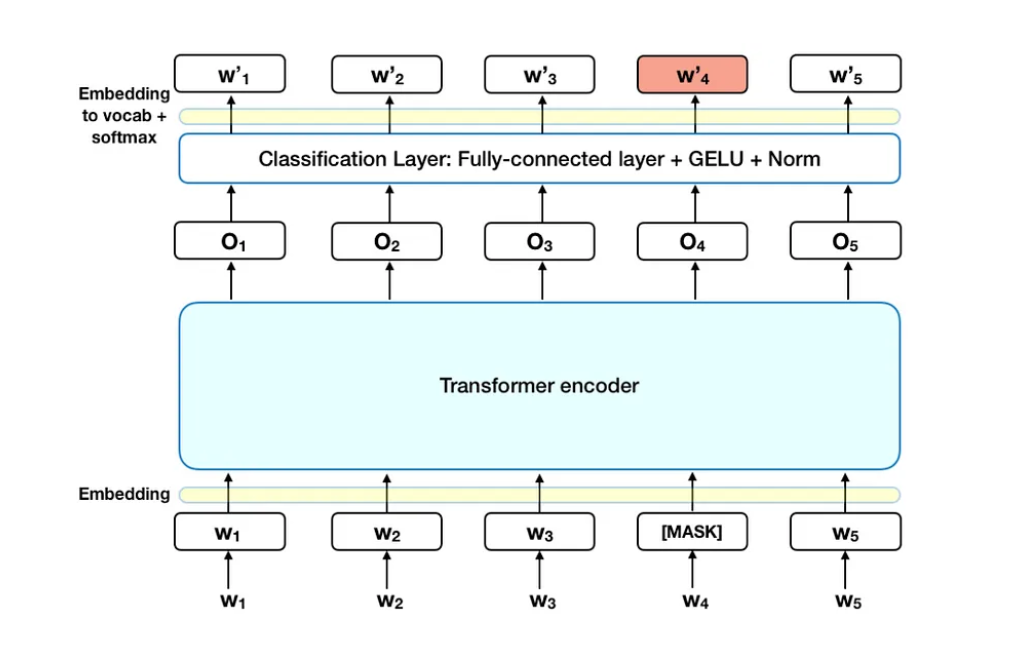 w’₁ w’₂ w’₃ w’₄ w’₅
Embedding
to vocab +
softmax
Classification Layer: Fully-connected layer + GELU + Norm
O₁ O₂ O₃ O₄ O₅
Transformer encoder
Embedding
w₁ w₂ w₃ [MASK] w₅
w₁ w₂ w₃ w₄ w₅